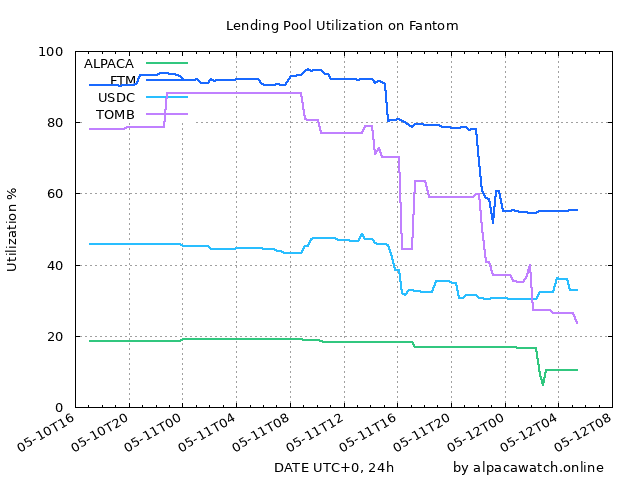 Lending Pool Utilization on Fantom
100
80
60
40
20
0
Utilization %
ALPACA
FTM
USDC
TOMB
05-10T16
05-10T20
05-11T00
05-11T04
05-11T08
05-11T12
05-11T16
05-11T20
05-12T00
05-12T04
05-12T08
DATE UTC+0, 24h
by alpacawatch.online